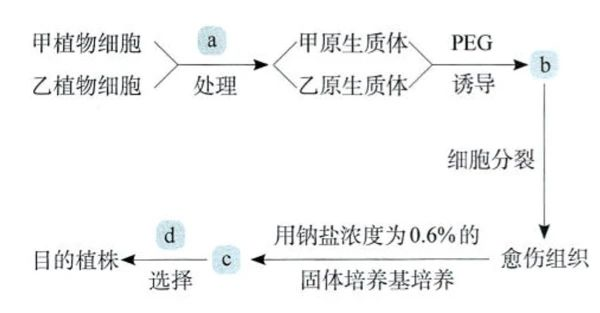 甲植物细胞
乙植物细胞
a
处理
甲原生质体
乙原生质体
PEG
诱导
b
细胞分裂
愈伤组织
用钠盐浓度为0.6%的
固体培养基培养
c
d
选择
目的植株